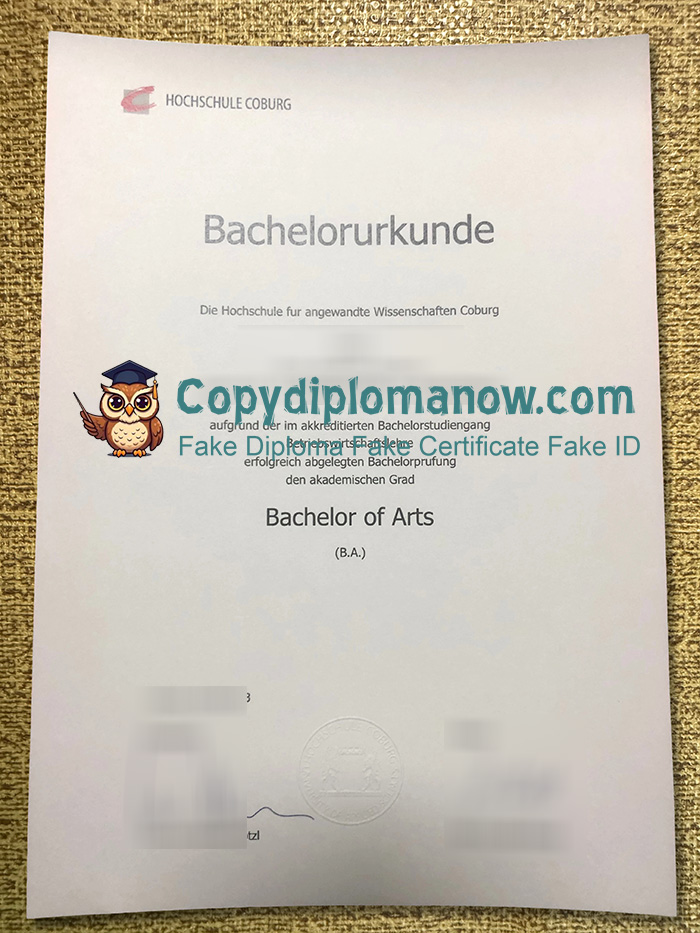 HOCHSCHULE COBURG
Bachelorurkunde
Die Hochschule fur angewandte Wissenschaften Coburg
Copydiplomanow.com
aufgrund der im akkreditierten Bachelorstudiengang
Fake Diploma Fake Certificate Fake ID
Betriebswirtschaftslehre
erfolgreich abgelegten Bachelorprufung
den akademischen Grad
Bachelor of Arts
(B.A.)